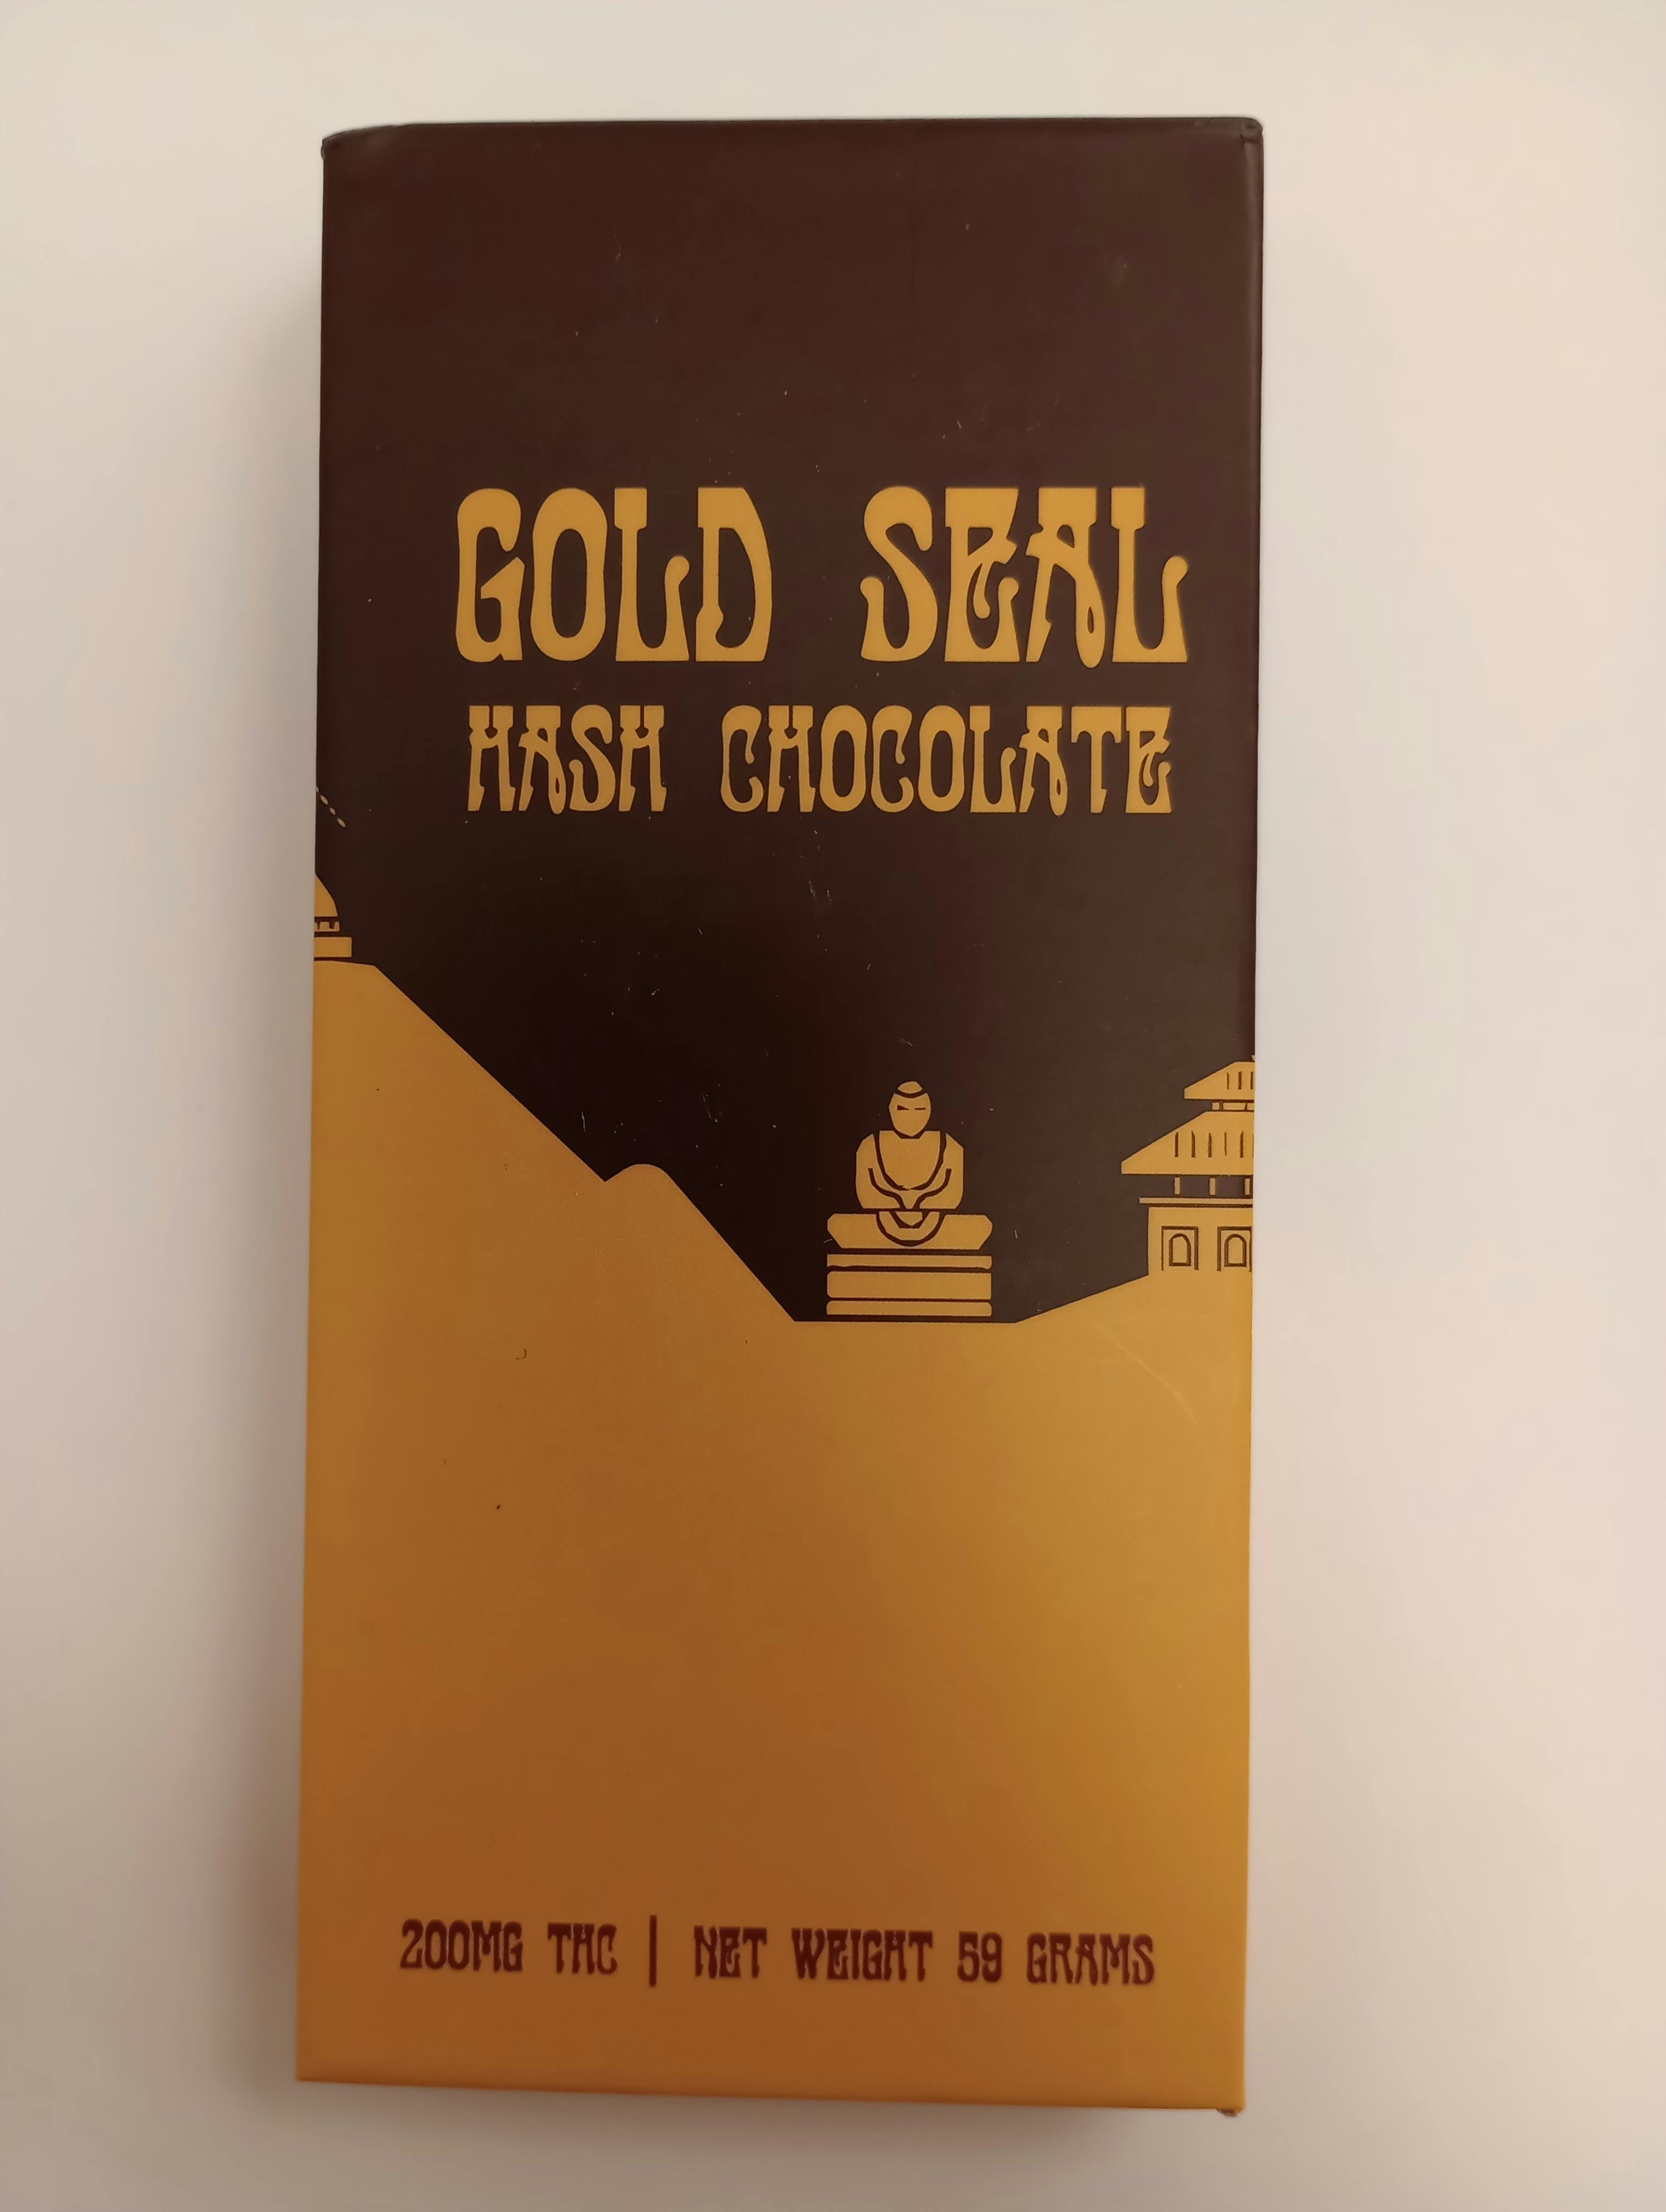 GOLD SEAL
HASH CHOCOLATE
200MG THC | NET WEIGHT 59 GRAMS